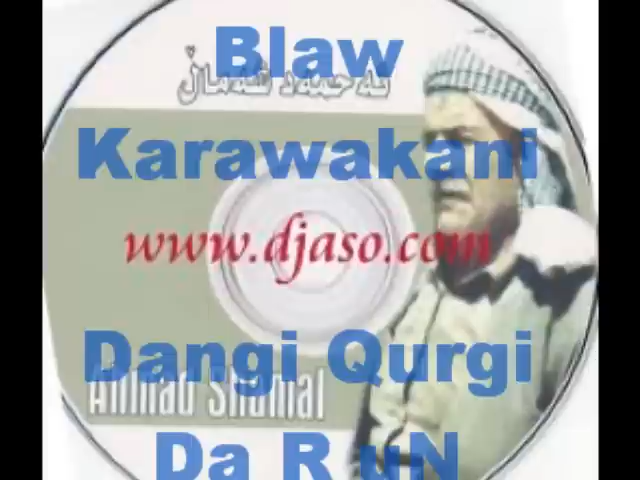 Blaw
ئەحمەد شەماڵ
Karawakani
www.djaso.com
Dangi Qurgi
Ahmad Shamal
Da R uN